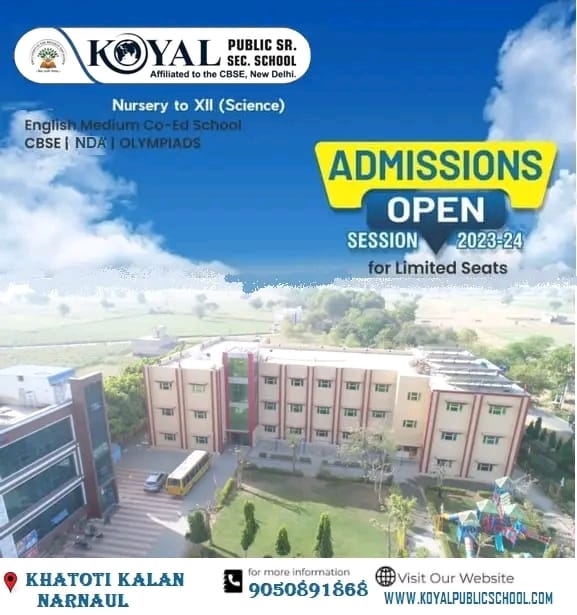 KOYAL PUBLIC SR. SEC. SCHOOL
Affiliated to the CBSE, New Delhi.
Nursery to XII (Science)
English Medium Co-Ed School
CBSE | NDA | OLYMPIADS
ADMISSIONS
OPEN
SESSION 2023-24
for Limited Seats
KHATOTI KALAN
NARNAUL
for more information
9050891868
Visit Our Website
WWW.KOYALPUBLICSCHOOL.COM